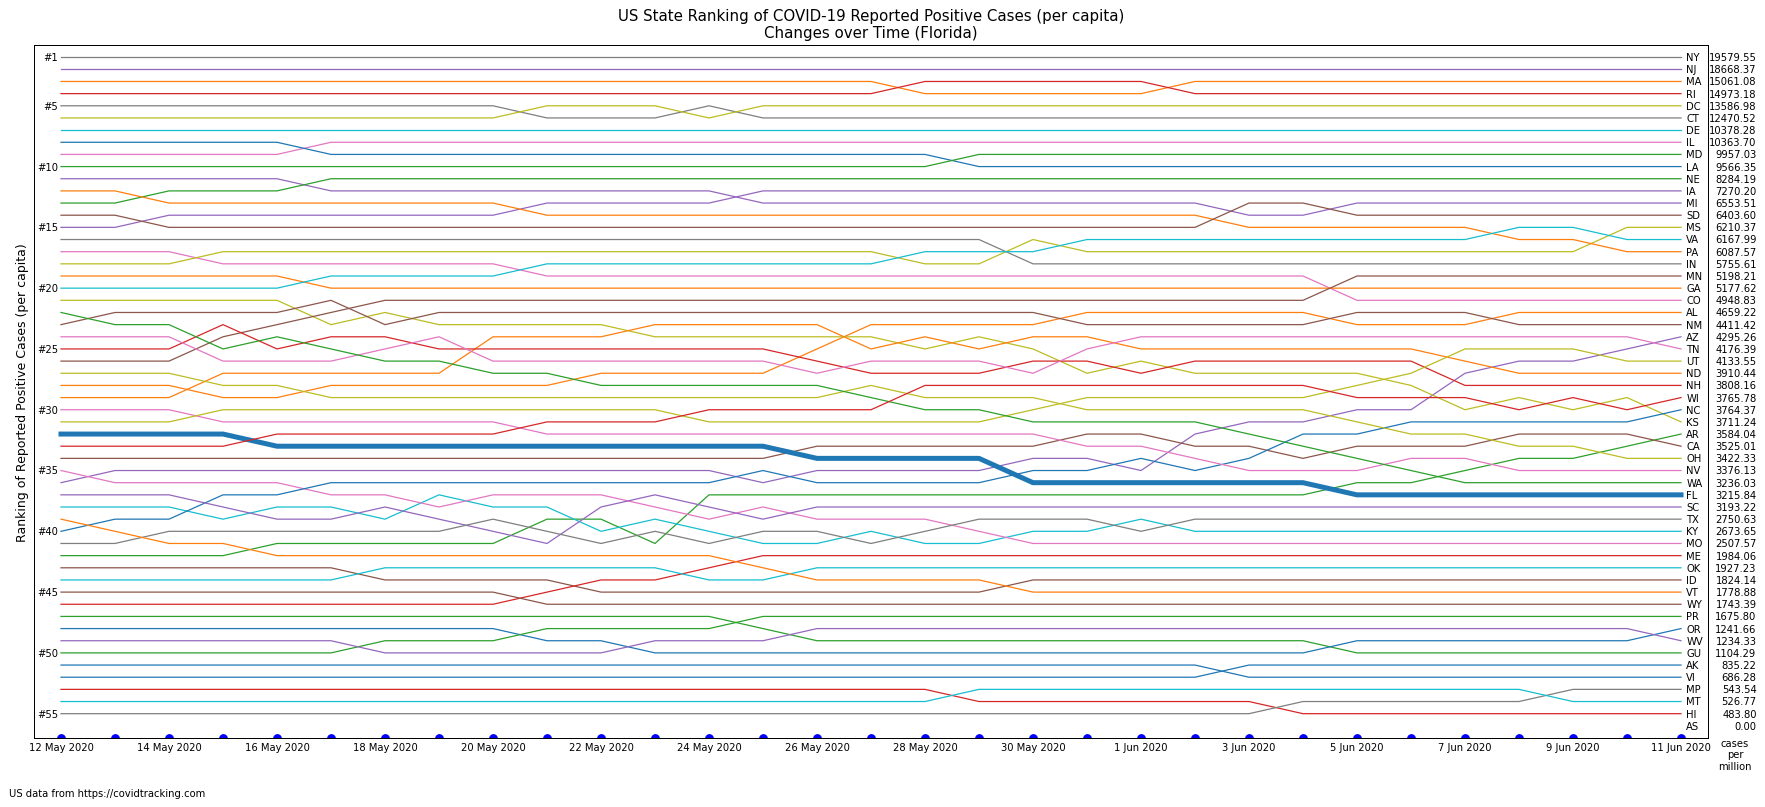 US State Ranking of COVID-19 Reported Positive Cases (per capita)
Changes over Time (Florida)
Ranking of Reported Positive Cases (per capita)
#1
#5
#10
#15
#20
#25
#30
#35
#40
#45
#50
#55
NY 19579.55
NJ 18668.37
MA 15061.08
RI 14973.18
DC 13586.98
CT 12470.52
DE 10378.28
IL 10363.70
MD 9957.03
LA 9566.35
NE 8284.19
IA 7270.20
MI 6553.51
SD 6403.60
MS 6210.37
VA 6167.99
PA 6087.57
IN 5755.61
MN 5198.21
GA 5177.62
CO 4948.83
AL 4659.22
NM 4411.42
AZ 4295.26
TN 4176.39
UT 4133.55
ND 3910.44
NH 3808.16
WI 3765.78
NC 3764.37
KS 3711.24
AR 3584.04
CA 3525.01
OH 3422.33
NV 3376.13
WA 3236.03
FL 3215.84
SC 3193.22
TX 2750.63
KY 2673.65
MO 2507.57
ME 1984.06
OK 1927.23
ID 1824.14
VT 1778.88
WY 1743.39
PR 1675.80
OR 1241.66
WV 1234.33
GU 1104.29
AK 835.22
VI 686.28
MP 543.54
MT 526.77
HI 483.80
AS 0.00
12 May 2020 14 May 2020 16 May 2020 18 May 2020 20 May 2020 22 May 2020 24 May 2020 26 May 2020 28 May 2020 30 May 2020 1 Jun 2020 3 Jun 2020 5 Jun 2020 7 Jun 2020 9 Jun 2020 11 Jun 2020
cases
per
million
US data from https://covidtracking.com